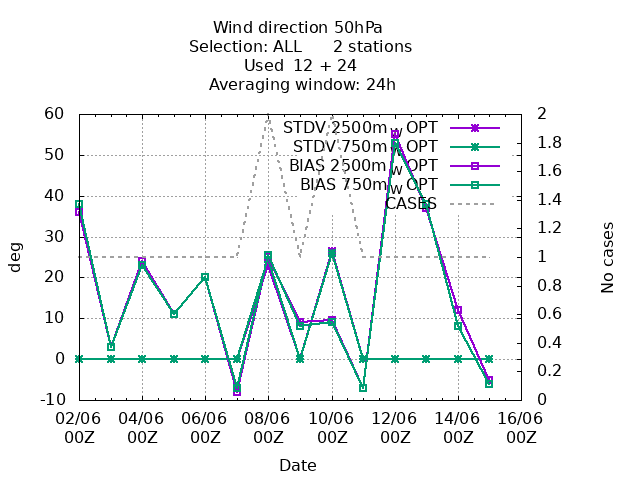 Wind direction 50hPa
Selection: ALL 2 stations
Used 12 + 24
Averaging window: 24h
STDV 2500m_W OPT
STDV 750m_W OPT
BIAS 2500m_W OPT
BIAS 750m_W OPT
CASES
60
50
40
30
20
10
0
-10
deg
2
1.8
1.6
1.4
1.2
1
0.8
0.6
0.4
0.2
0
No cases
02/06 04/06 06/06 08/06 10/06 12/06 14/06 16/06
00Z 00Z 00Z 00Z 00Z 00Z 00Z 00Z
Date